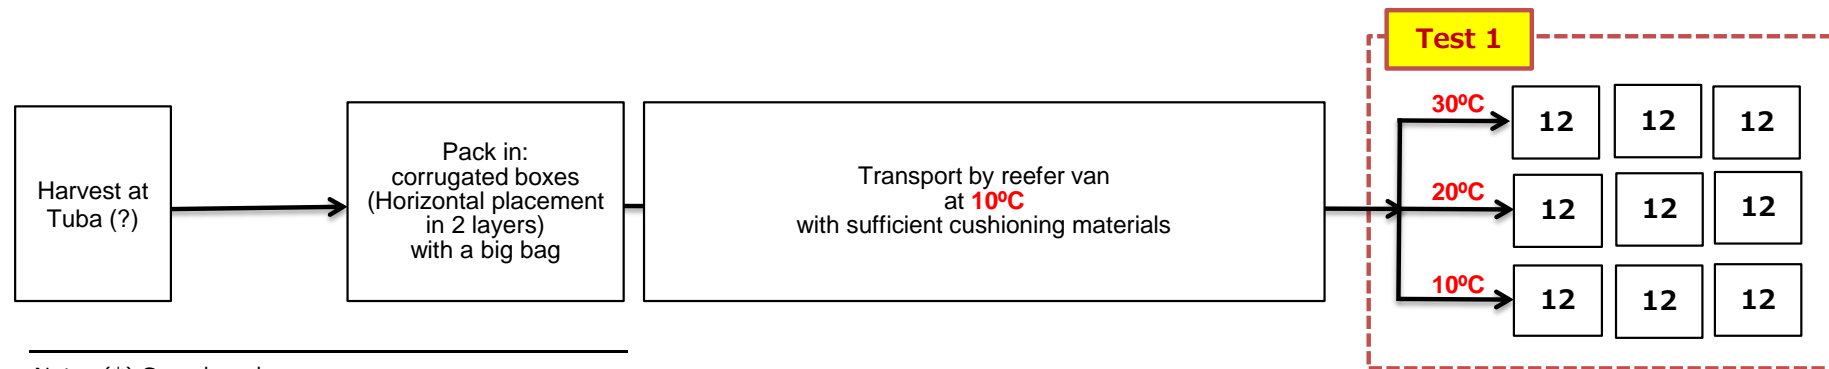 Test 1
Harvest at
Tuba (?)
Pack in:
corrugated boxes
(Horizontal placement
in 2 layers)
with a big bag
Transport by reefer van
at 10ºC
with sufficient cushioning materials
30ºC
12 12 12
20ºC
12 12 12
10ºC
12 12 12